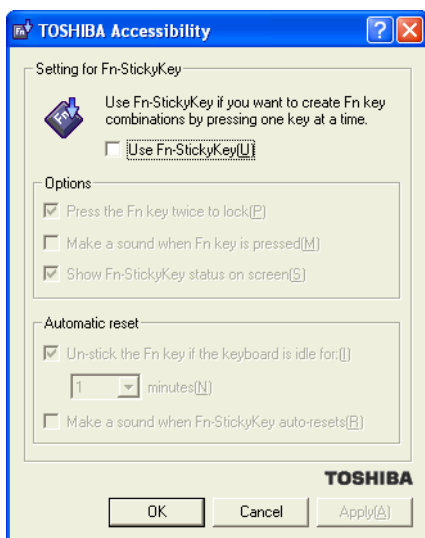 TOSHIBA Accessibility
Setting for Fn-StickyKey
Fn
Use Fn-StickyKey if you want to create Fn key
combinations by pressing one key at a time.
Use Fn-StickyKey(U)
Options
Press the Fn key twice to lock(P)
Make a sound when Fn key is pressed(M)
Show Fn-StickyKey status on screen(S)
Automatic reset
Un-stick the Fn key if the keyboard is idle for:(I)
1 minutes(N)
Make a sound when Fn-StickyKey auto-resets(R)
TOSHIBA
OK Cancel Apply(A)